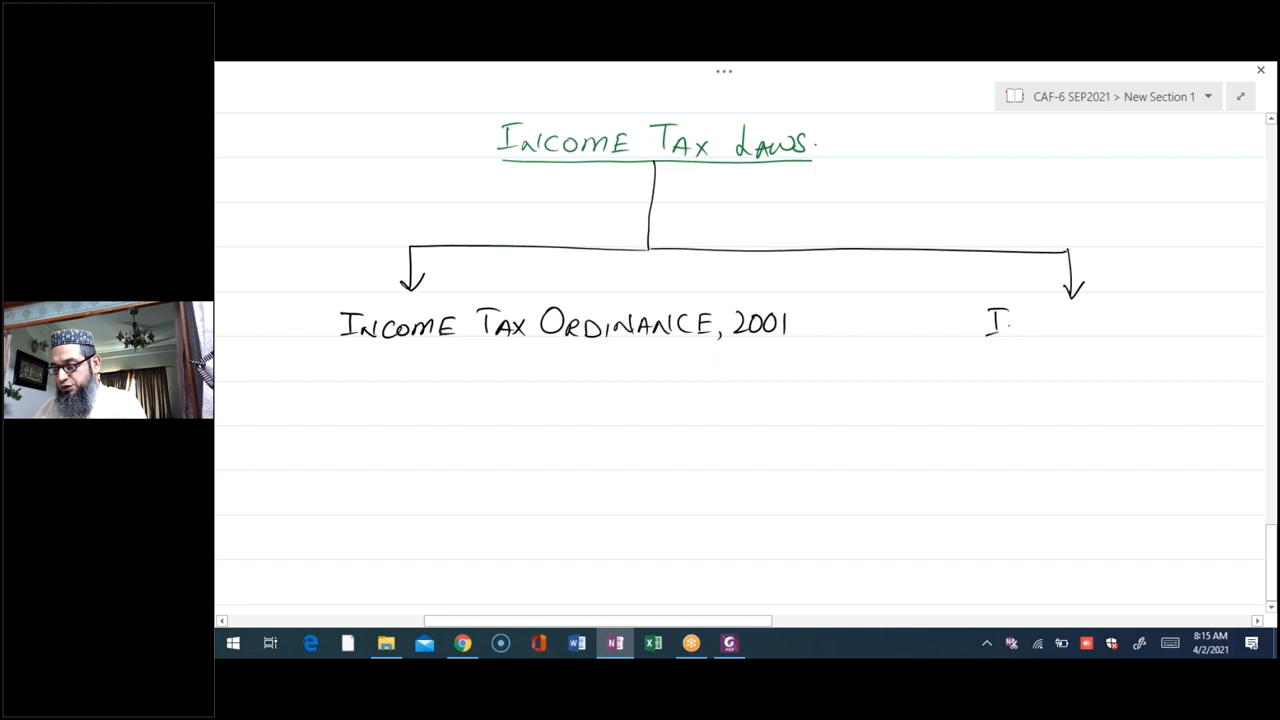 CAF-6 SEP2021 > New Section 1
INCOME TAX LAWS.
INCOME TAX ORDINANCE, 2001
I.
8:15 AM
4/2/2021